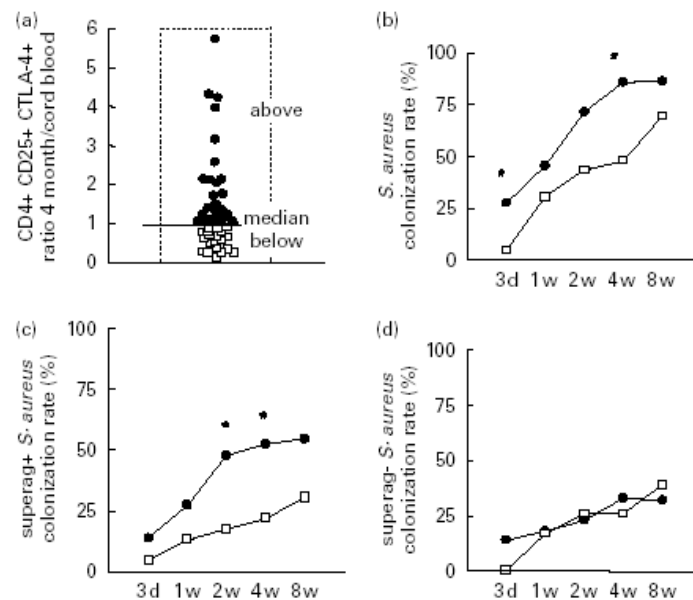 (a)
CD4+ CD25+ CTLA-4+
ratio 4 month/cord blood
6
5
4
3
2
1
0
above
median
below
(b)
S. aureus
colonization rate (%)
100
75
50
25
0
*
*
3d 1w 2w 4w 8w
(c)
superag+ S· aureus
colonization rate (%)
100
75
50
25
0
*
*
3d 1w 2w 4w 8w
(d)
superag- S· aureus
colonization rate (%)
100
75
50
25
0
3d 1w 2w 4w 8w